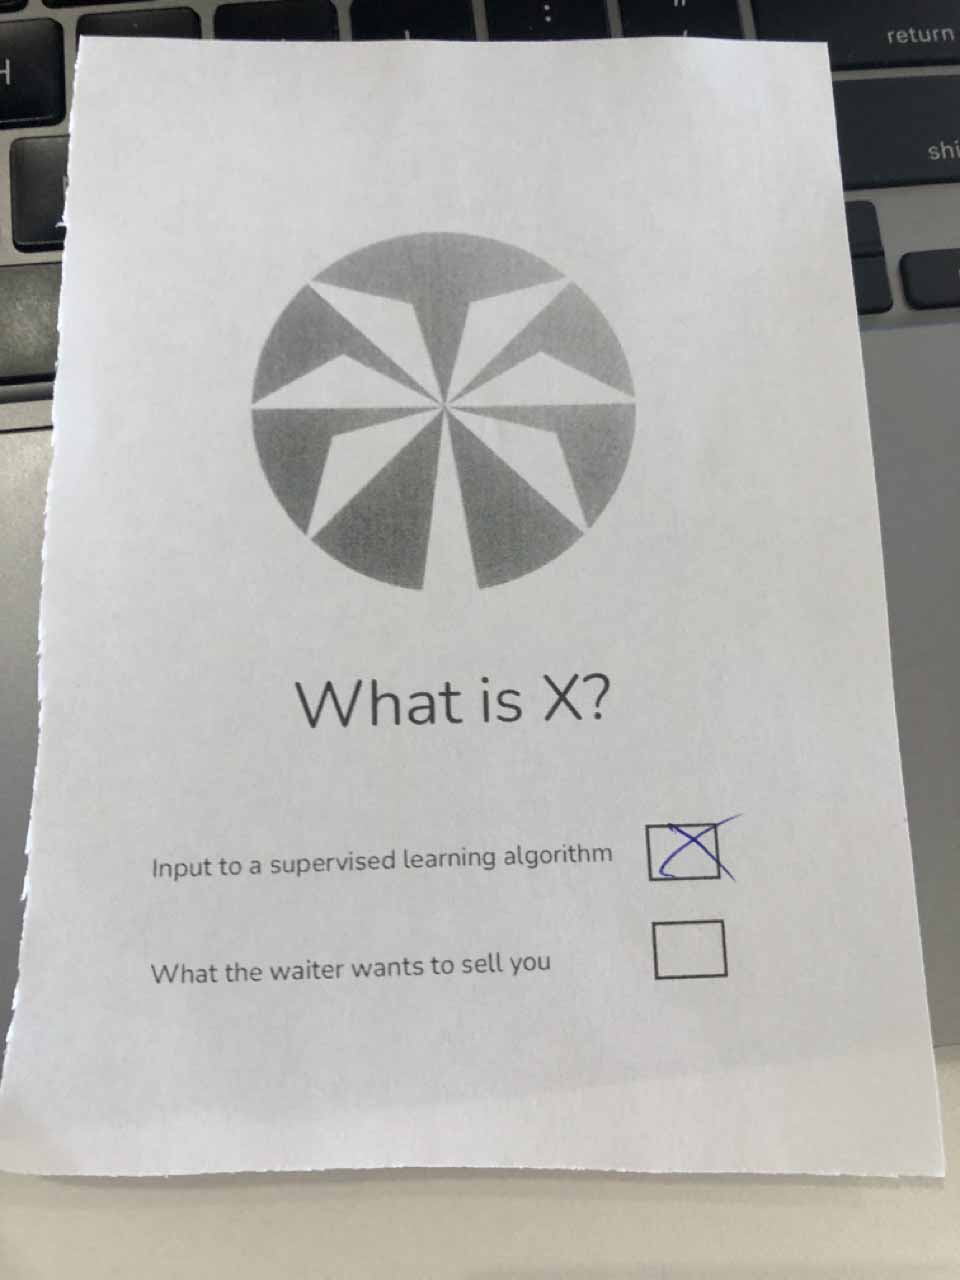 return
shi
What is X?
Input to a supervised learning algorithm
What the waiter wants to sell you